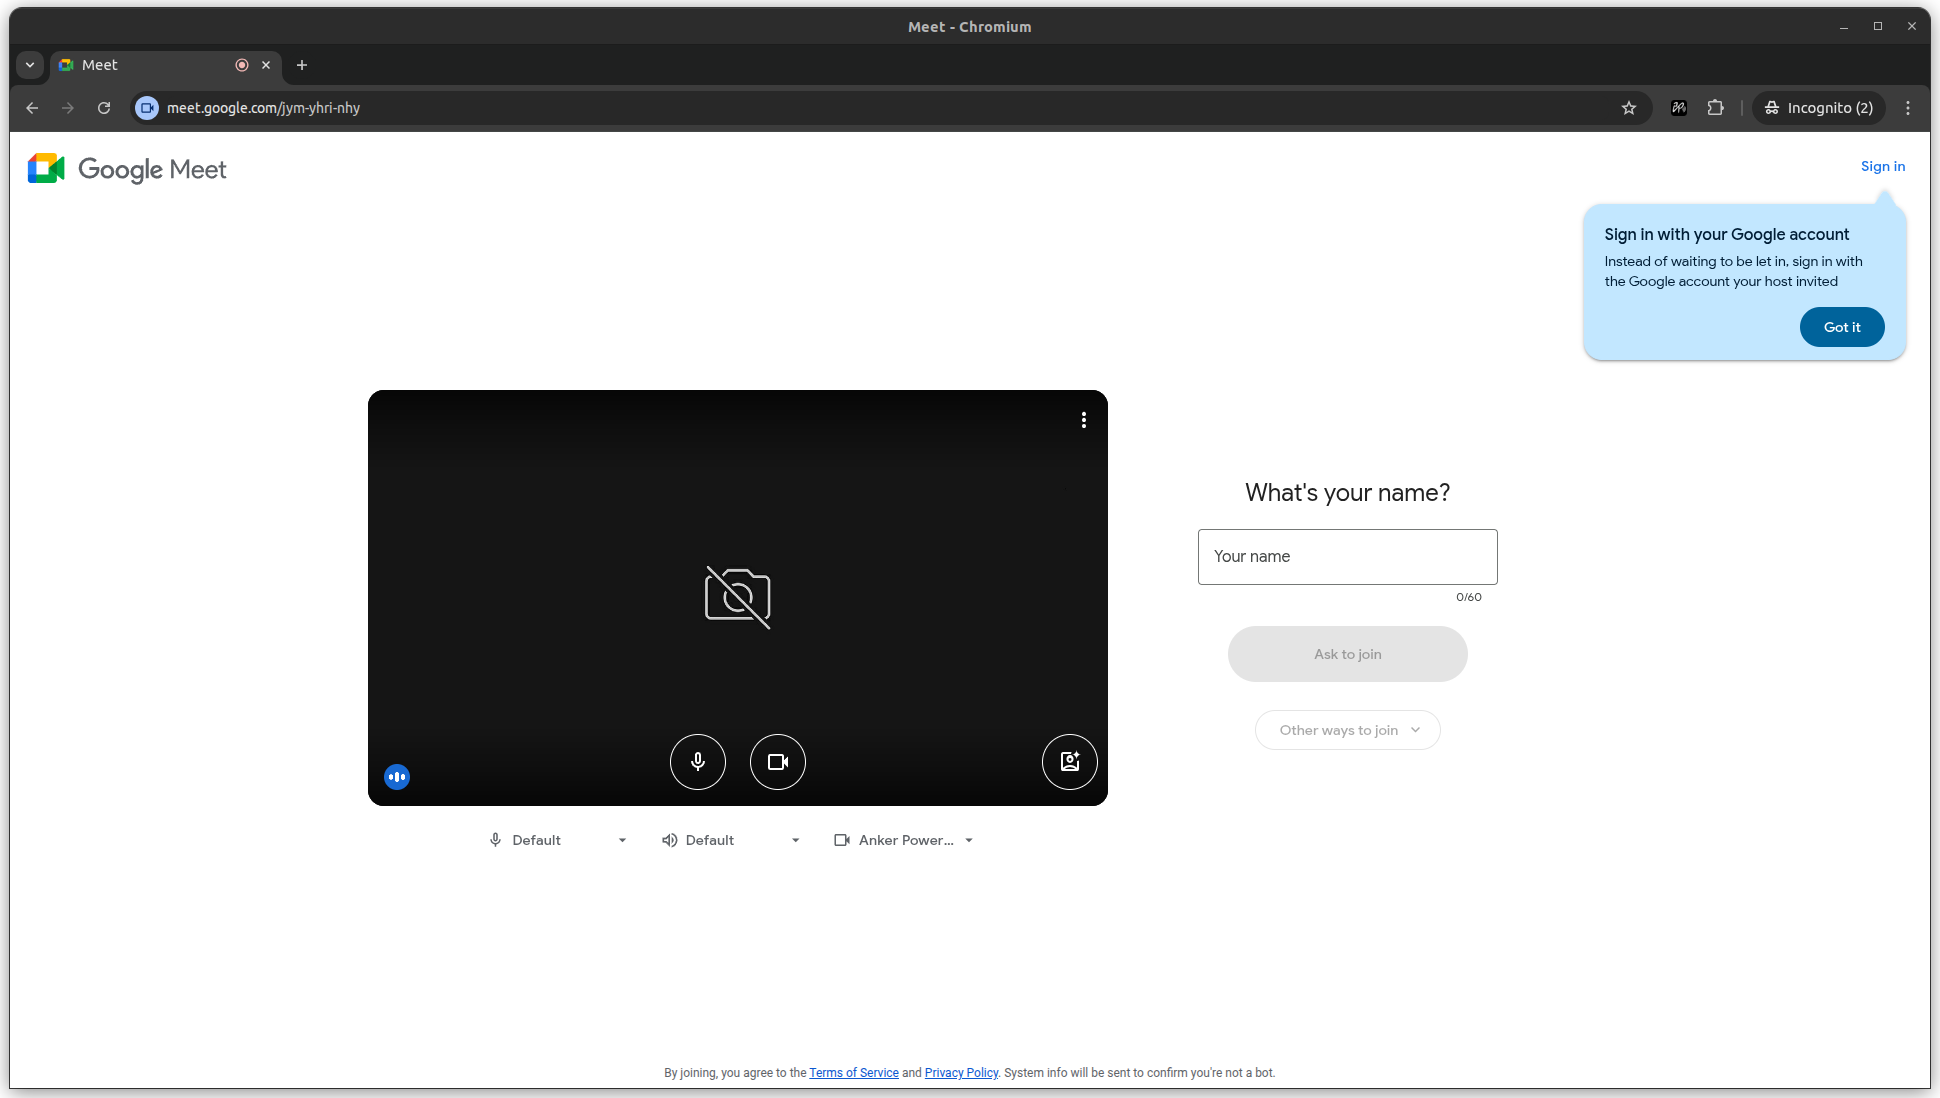 Meet - Chromium
Meet
meet.google.com/jym-yhri-nhy
Incognito (2)
Google Meet
Sign in
Sign in with your Google account
Instead of waiting to be let in, sign in with
the Google account your host invited
Got it
What's your name?
Your name
0/60
Ask to join
Other ways to join
Default
Default
Anker Power...
By joining, you agree to the Terms of Service and Privacy Policy. System info will be sent to confirm you're not a bot.